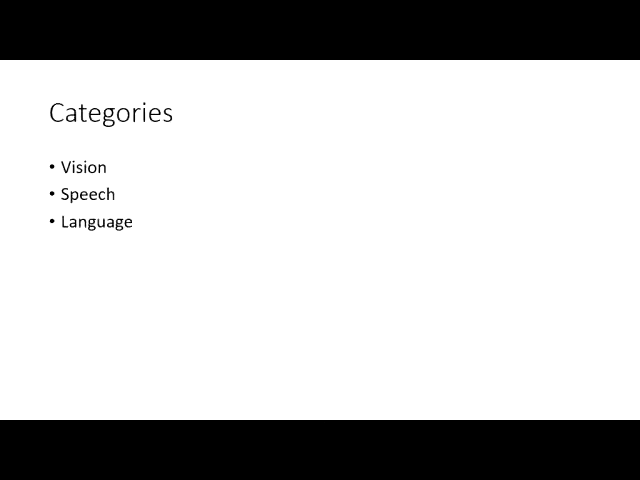 Categories
• Vision
• Speech
• Language